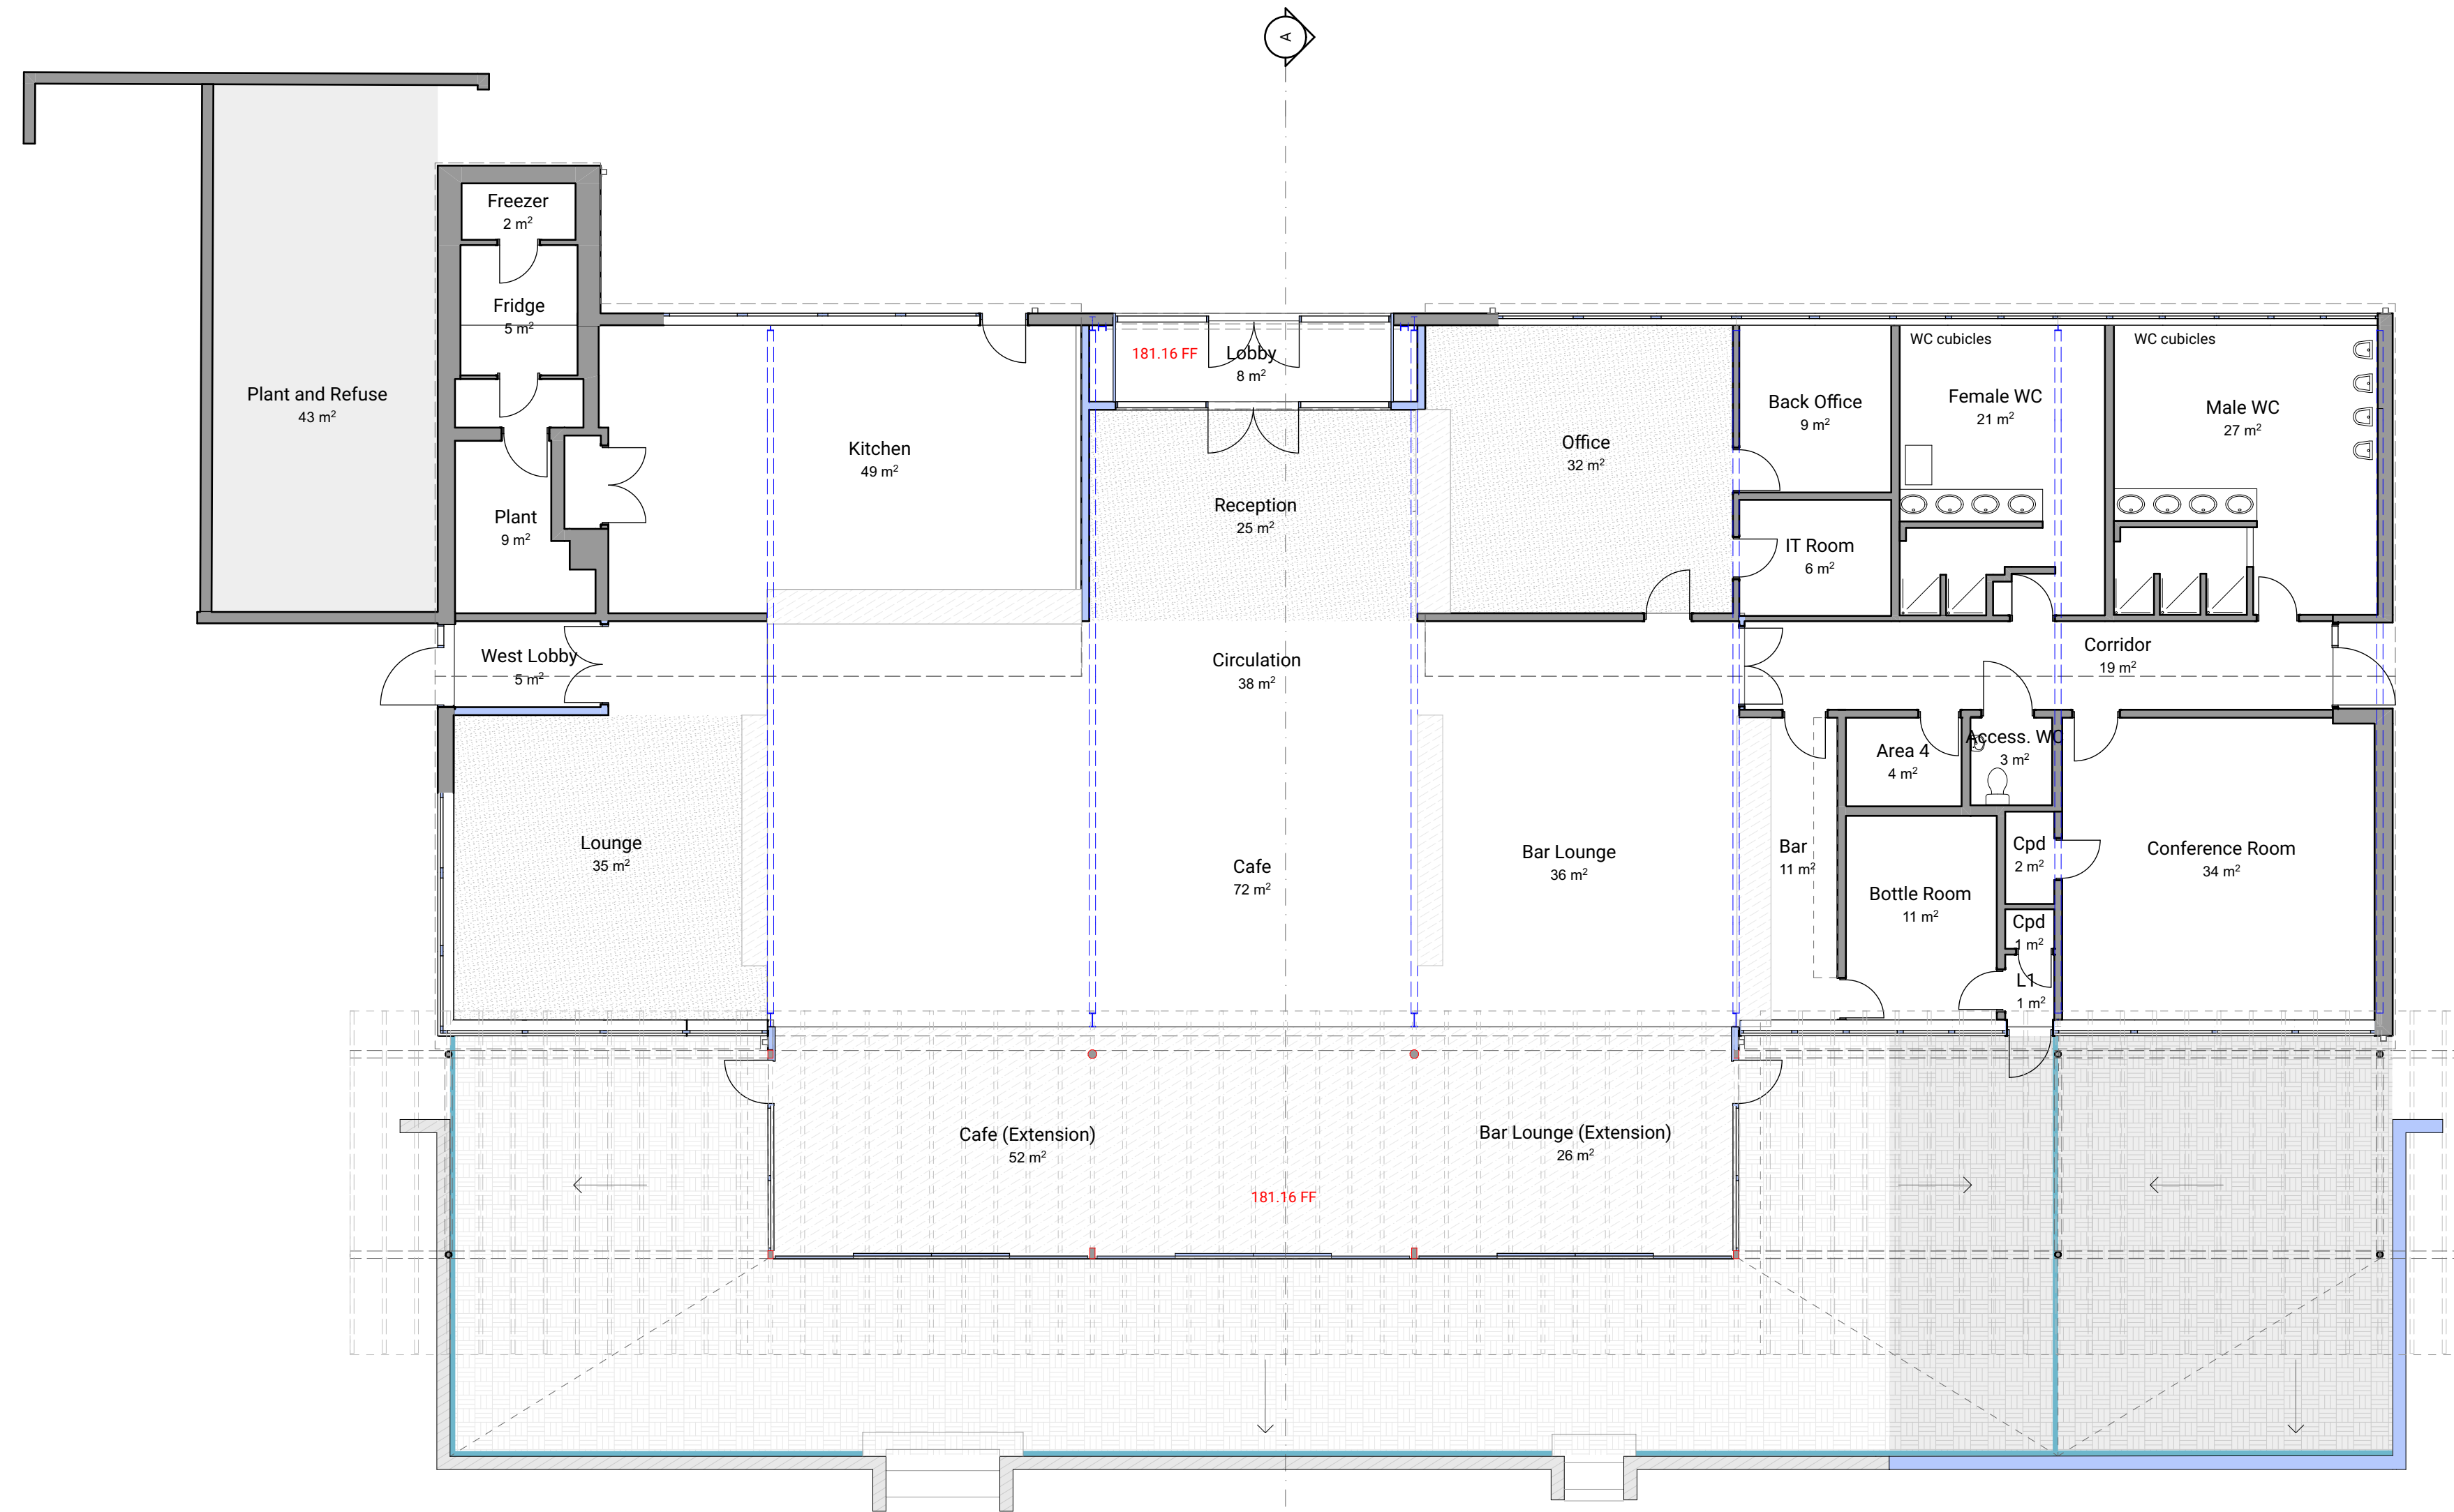 A
Freezer
2 m²
Fridge
5 m²
Plant and Refuse
43 m²
Plant
9 m²
Kitchen
49 m²
181.16 FF
Lobby
8 m²
Reception
25 m²
Office
32 m²
Back Office
9 m²
IT Room
6 m²
WC cubicles
Female WC
21 m²
WC cubicles
Male WC
27 m²
West Lobby
5 m²
Circulation
38 m²
Corridor
19 m²
Lounge
35 m²
Cafe
72 m²
Bar Lounge
36 m²
Bar
11 m²
Area 4
4 m²
Access. WC
3 m²
Bottle Room
11 m²
Cpd
2 m²
Cpd
1 m²
L1
1 m²
Conference Room
34 m²
Cafe (Extension)
52 m²
Bar Lounge (Extension)
26 m²
181.16 FF